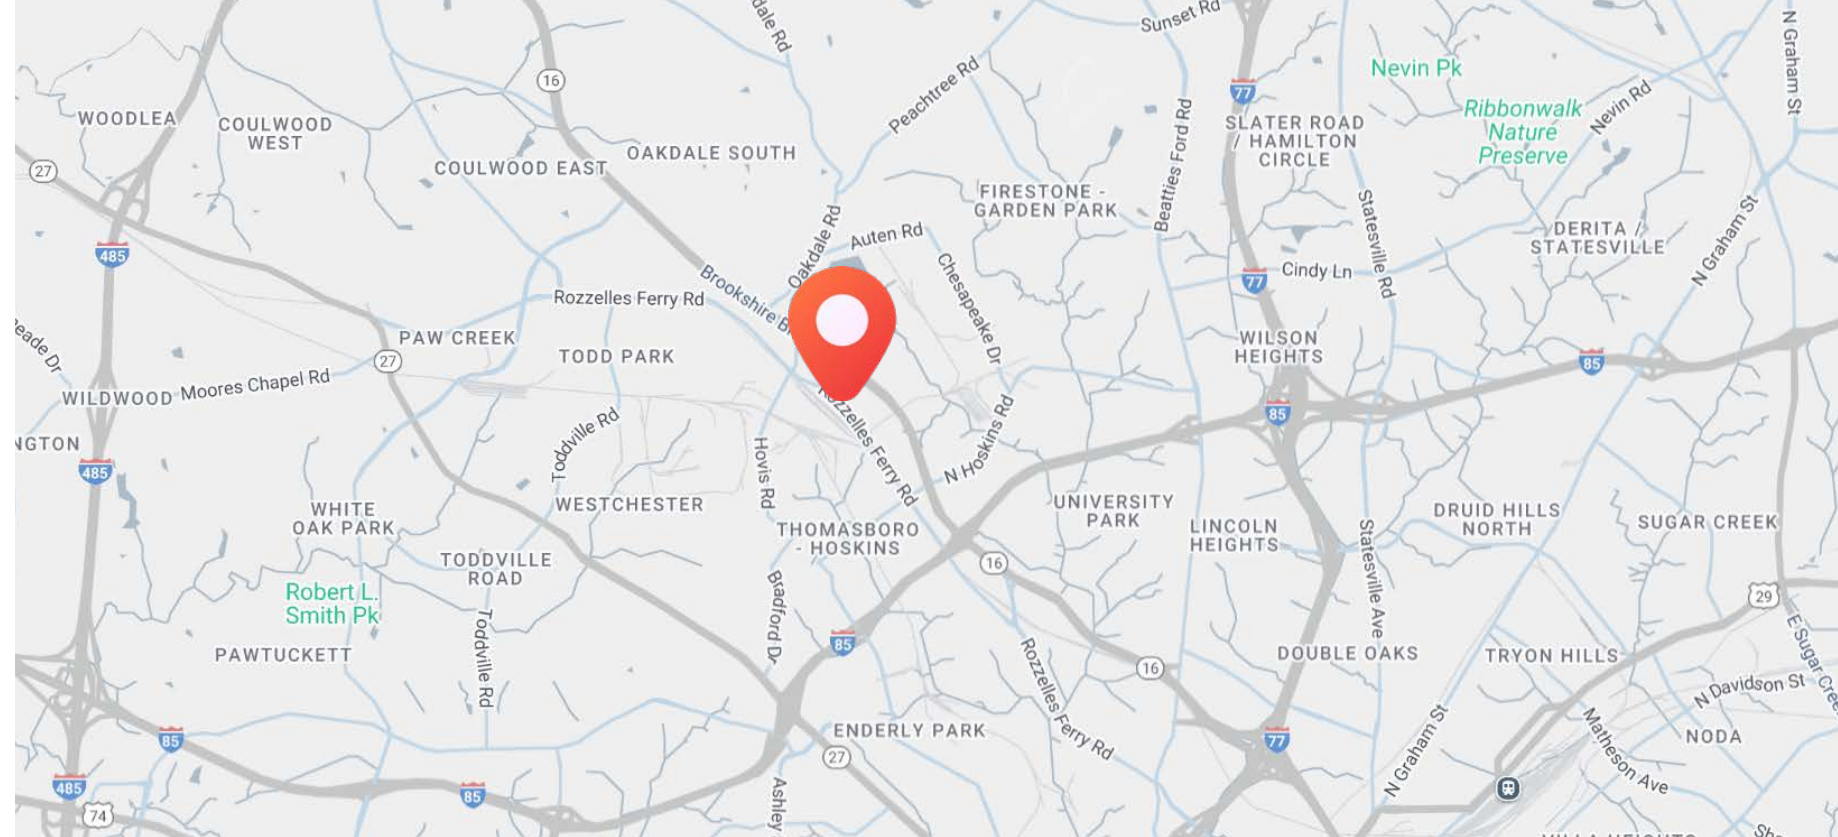 Sunset Rd
16
77
Nevin Pk
N Graham St
Peachtree Rd
WOODLEA
COULWOOD
WEST
COULWOOD EAST
OAKDALE SOUTH
Beatties Ford Rd
SLATER ROAD
/ HAMILTON
CIRCLE
Ribbonwalk
Nature
Preserve
Nevin Rd
27
FIRESTONE -
GARDEN PARK
Statesville Rd
DERITA /
STATESVILLE
N Graham St
485
Oakdale Rd
Auten Rd
Chesapeake Dr
77
Cindy Ln
Rozzelles Ferry Rd
Brookshire
PAW CREEK
TODD PARK
WILSON
HEIGHTS
85
27
WILDWOOD
Moores Chapel Rd
85
Toddville Rd
Hovis Rd
Rozzelles Ferry Rd
N Hoskins Rd
485
WHITE
OAK PARK
WESTCHESTER
THOMASBORO
- HOSKINS
UNIVERSITY
PARK
LINCOLN
HEIGHTS
DRUID HILLS
NORTH
SUGAR CREEK
TODDVILLE
ROAD
16
Statesville Ave
Robert L.
Smith Pk
Toddville Rd
Bradford Dr
29
PAWTUCKETT
85
Rozzelles Ferry Rd
16
DOUBLE OAKS
TRYON HILLS
N Davidson St
85
ENDERLY PARK
27
77
N Graham St
Matheson Ave
NODA
485
74
85
Ashley